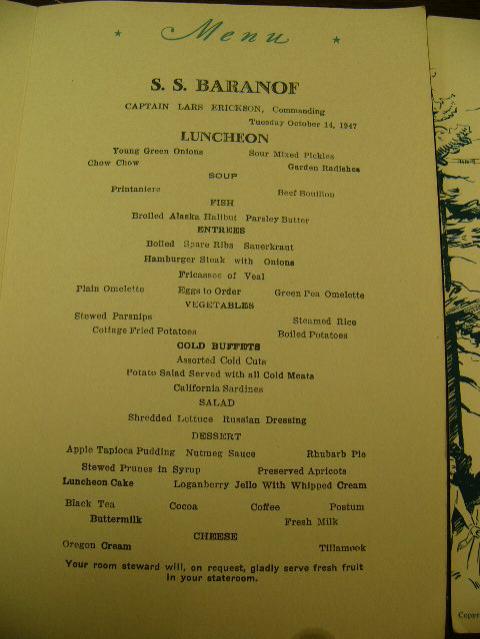 Menu
S. S. BARANOF
CAPTAIN LARS ERICKSON, Commanding
Tuesday October 14, 1947
LUNCHEON
Young Green Onions Sour Mixed Pickles
Chow Chow Garden Radishes
SOUP
Printaniere Beef Bouillon
FISH
Broiled Alaska Halibut Parsley Butter
ENTREES
Boiled Spare Ribs Sauerkraut
Hamburger Steak with Onions
Fricassee of Veal
Plain Omelette Eggs to Order Green Pea Omelette
VEGETABLES
Stewed Parsnips Steamed Rice
Cottage Fried Potatoes Boiled Potatoes
COLD BUFFETS
Assorted Cold Cuts
Potato Salad Served with all Cold Meats
California Sardines
SALAD
Shredded Lettuce Russian Dressing
DESSERT
Apple Tapioca Pudding Nutmeg Sauce Rhubarb Pie
Stewed Prunes in Syrup Preserved Apricots
Luncheon Cake Loganberry Jello With Whipped Cream
Black Tea Cocoa Coffee Postum
Buttermilk Fresh Milk
CHEESE
Oregon Cream Tillamook
Your room steward will, on request, gladly serve fresh fruit
in your stateroom.